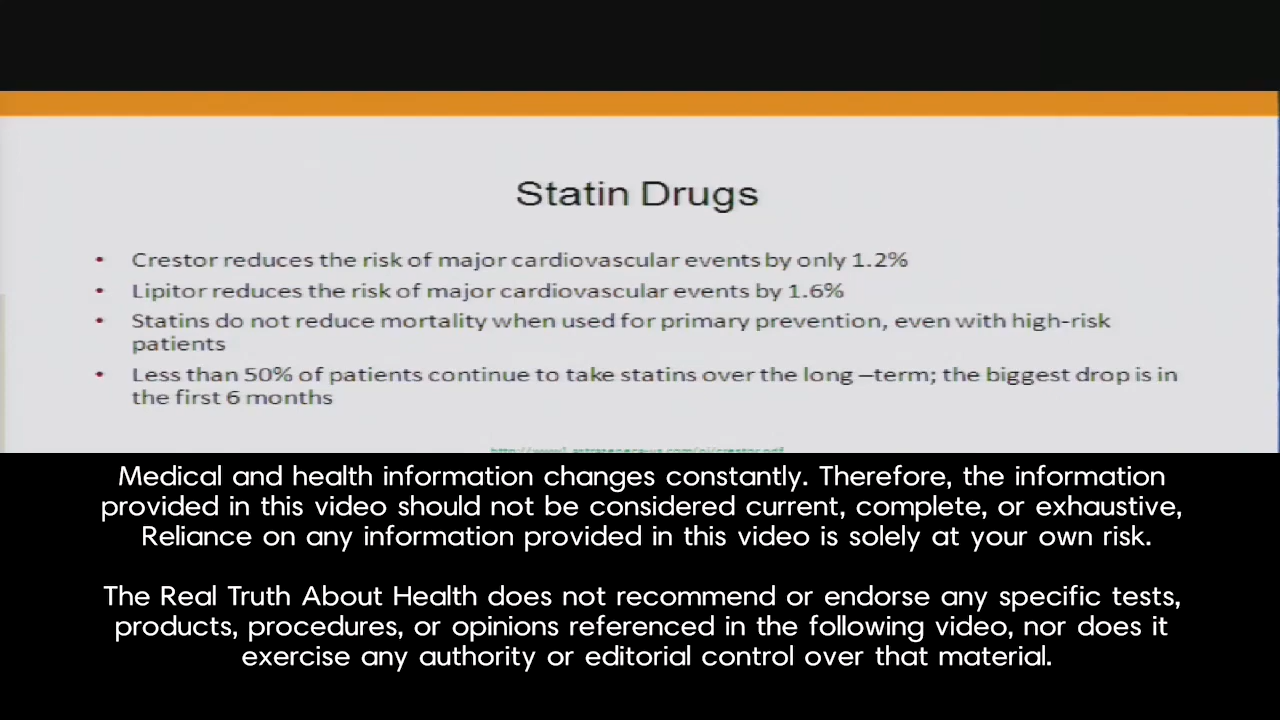 Statin Drugs
• Crestor reduces the risk of major cardiovascular events by only 1.2%
• Lipitor reduces the risk of major cardiovascular events by 1.6%
• Statins do not reduce mortality when used for primary prevention, even with high-risk
patients
• Less than 50% of patients continue to take statins over the long –term; the biggest drop is in
the first 6 months
Medical and health information changes constantly. Therefore, the information
provided in this video should not be considered current, complete, or exhaustive,
Reliance on any information provided in this video is solely at your own risk.
The Real Truth About Health does not recommend or endorse any specific tests,
products, procedures, or opinions referenced in the following video, nor does it
exercise any authority or editorial control over that material.